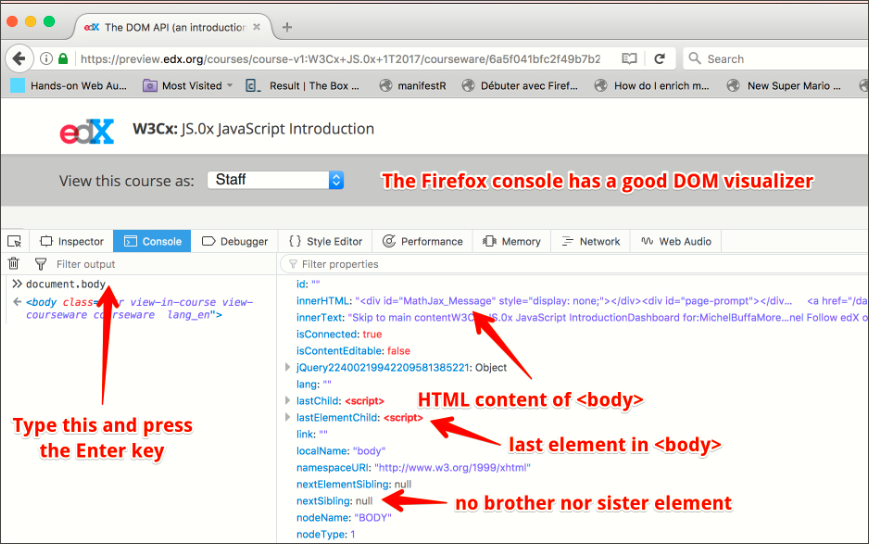 edX The DOM API (an introduction
https://preview.edx.org/courses/course-v1:W3Cx+JS.0x+1T2017/courseware/6a5f041bfc2f49b7b2
Search
Hands-on Web Au... Most Visited Result | The Box ... manifestR Débuter avec Firef... How do I enrich m... New Super Mario
edX W3Cx: JS.0x JavaScript Introduction
View this course as: Staff
The Firefox console has a good DOM visualizer
Inspector Console Debugger { } Style Editor Performance Memory Network Web Audio
Filter output
Filter properties
>> document.body
<body class= r view-in-course view-
courseware courseware lang_en">
Type this and press
the Enter key
id: ""
innerHTML: "<div id="MathJax_Message" style="display: none;"></div><div id="page-prompt"></div>... <a href="/da
innerText: "Skip to main contentW3C JS.0x JavaScript IntroductionDashboard for:MichelBuffaMore...nel Follow edX o
isConnected: true
isContentEditable: false
jQuery22400219942209581385221: Object
lang: ""
HTML content of <body>
lastChild: <script>
lastElementChild: <script>
last element in <body>
link: ""
localName: "body"
namespaceURI: "http://www.w3.org/1999/xhtml"
nextElementSibling: null
nextSibling: null
no brother nor sister element
nodeName: "BODY"
nodeType: 1